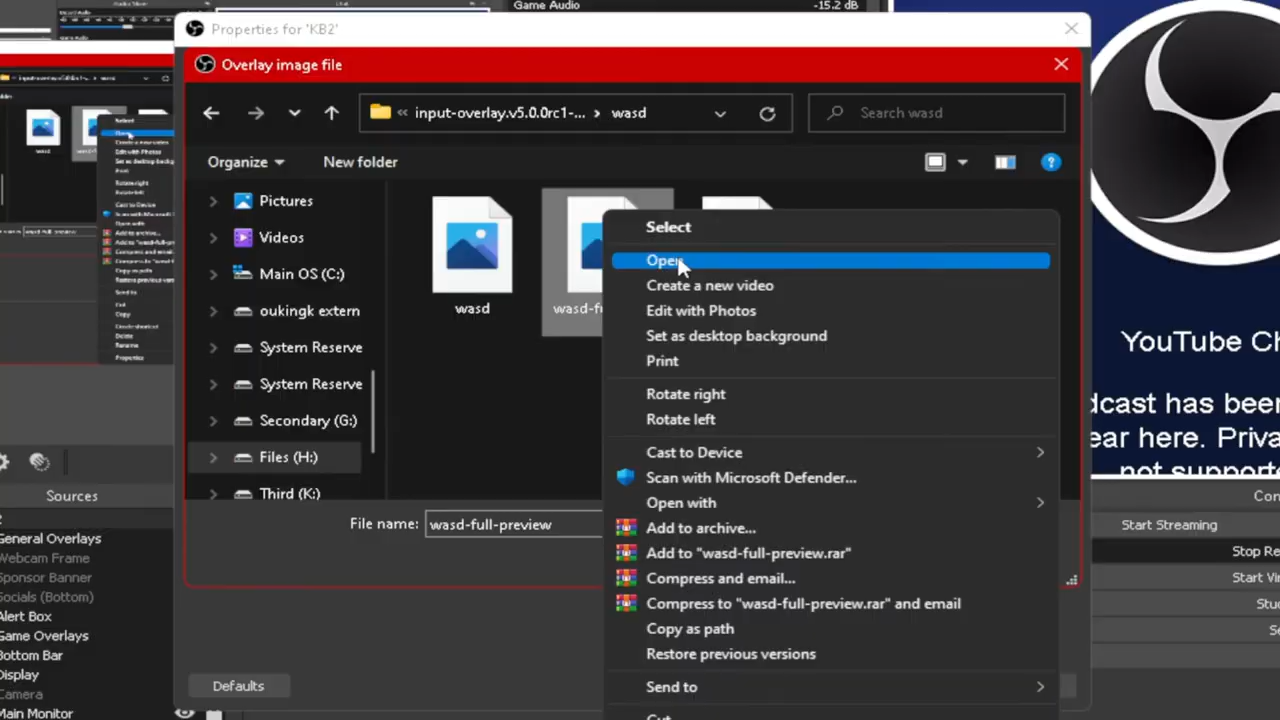 Game Audio
-15.2 dB
Properties for 'KB2'
Overlay image file
« input-overlay.v5.0.0rc1-... > wasd
Search wasd
Organize
New folder
Pictures
Videos
Main OS (C:)
oukingk extern
System Reserve
System Reserve
Secondary (G:)
Files (H:)
Third (K:)
wasd
wasd-f
Select
Open
Create a new video
Edit with Photos
Set as desktop background
Print
Rotate right
Rotate left
Cast to Device
Scan with Microsoft Defender...
Open with
Add to archive...
Add to "wasd-full-preview.rar"
Compress and email...
Compress to "wasd-full-preview.rar" and email
Copy as path
Restore previous versions
Send to
Cut
File name:
wasd-full-preview
Defaults
Sources
General Overlays
Webcam Frame
Sponsor Banner
Socials (Bottom)
Alert Box
Game Overlays
Bottom Bar
Display
Camera
Main Monitor
YouTube Ch
dcast has been
ear here. Priva
not supporte
Con
Start Streaming
Stop Re
Start Vi
Stu
Se